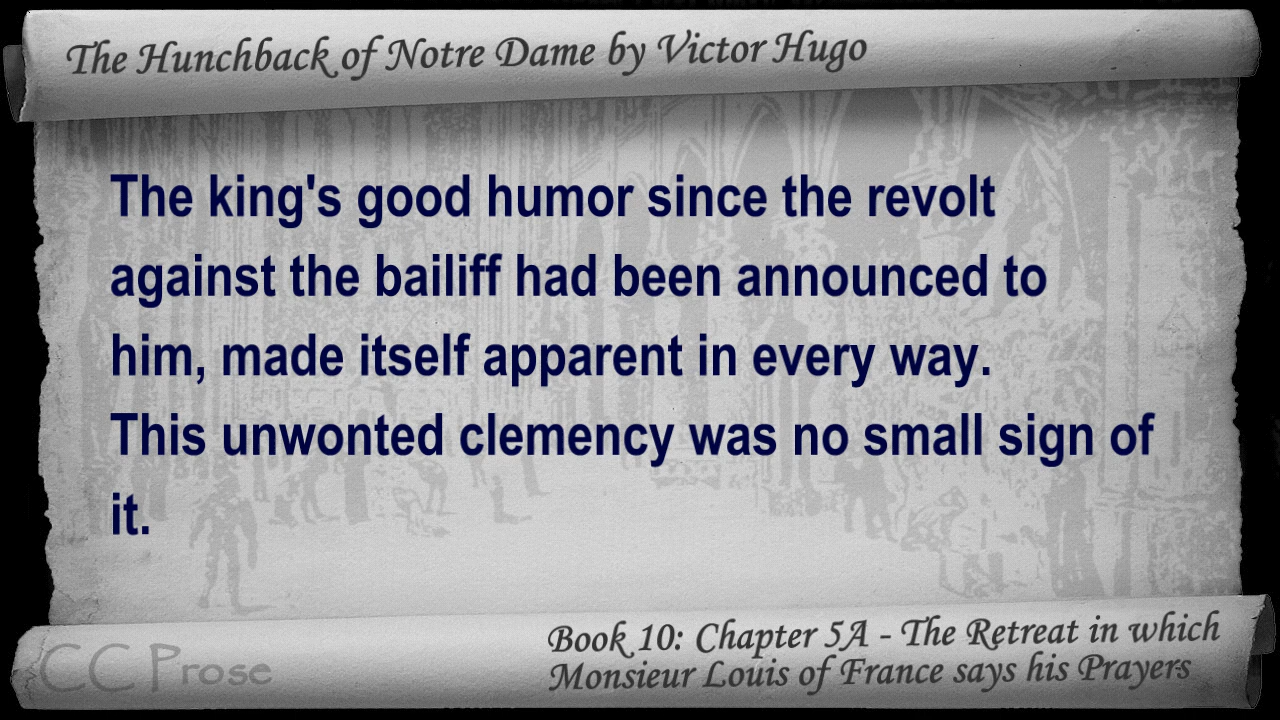 The Hunchback of Notre Dame by Victor Hugo
The king's good humor since the revolt
against the bailiff had been announced to
him, made itself apparent in every way.
This unwonted clemency was no small sign of
it.
CC Prose
Book 10: Chapter 5A - The Retreat in which
Monsieur Louis of France says his Prayers